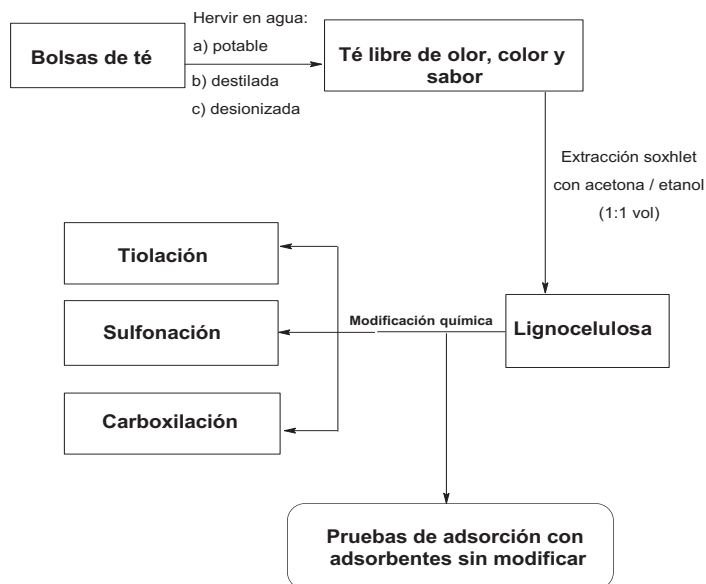 Bolsas de té
Hervir en agua:
a) potable
b) destilada
c) desionizada
Té libre de olor, color y
sabor
Extracción soxhlet
con acetona / etanol
(1:1 vol)
Lignocelulosa
Modificación química
Tiolación
Sulfonación
Carboxilación
Pruebas de adsorción con
adsorbentes sin modificar